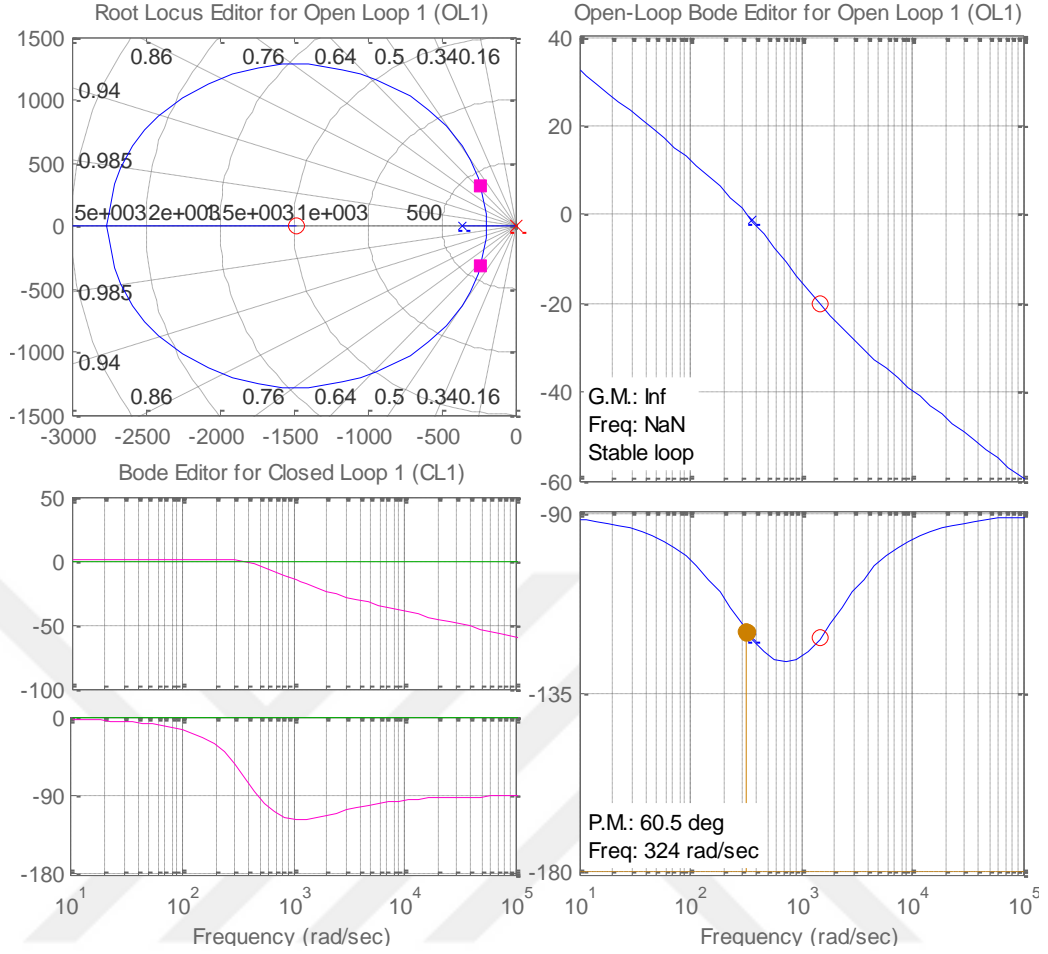 Root Locus Editor for Open Loop 1 (OL1)
1500
1000
500
0
-500
-1000
-1500
0.86
0.76
0.64
0.5
0.34
0.16
0.94
0.985
5e+003
2e+003
1.5e+003
1e+003
500
0.985
0.94
0.86
0.76
0.64
0.5
0.34
0.16
-3000 -2500 -2000 -1500 -1000 -500 0
Bode Editor for Closed Loop 1 (CL1)
50
0
-50
-100
0
-90
-180
10^1 10^2 10^3 10^4 10^5
Frequency (rad/sec)
Open-Loop Bode Editor for Open Loop 1 (OL1)
40
20
0
-20
-40
-60
G.M.: Inf
Freq: NaN
Stable loop
-90
-135
-180
P.M.: 60.5 deg
Freq: 324 rad/sec
10^1 10^2 10^3 10^4 10^5
Frequency (rad/sec)